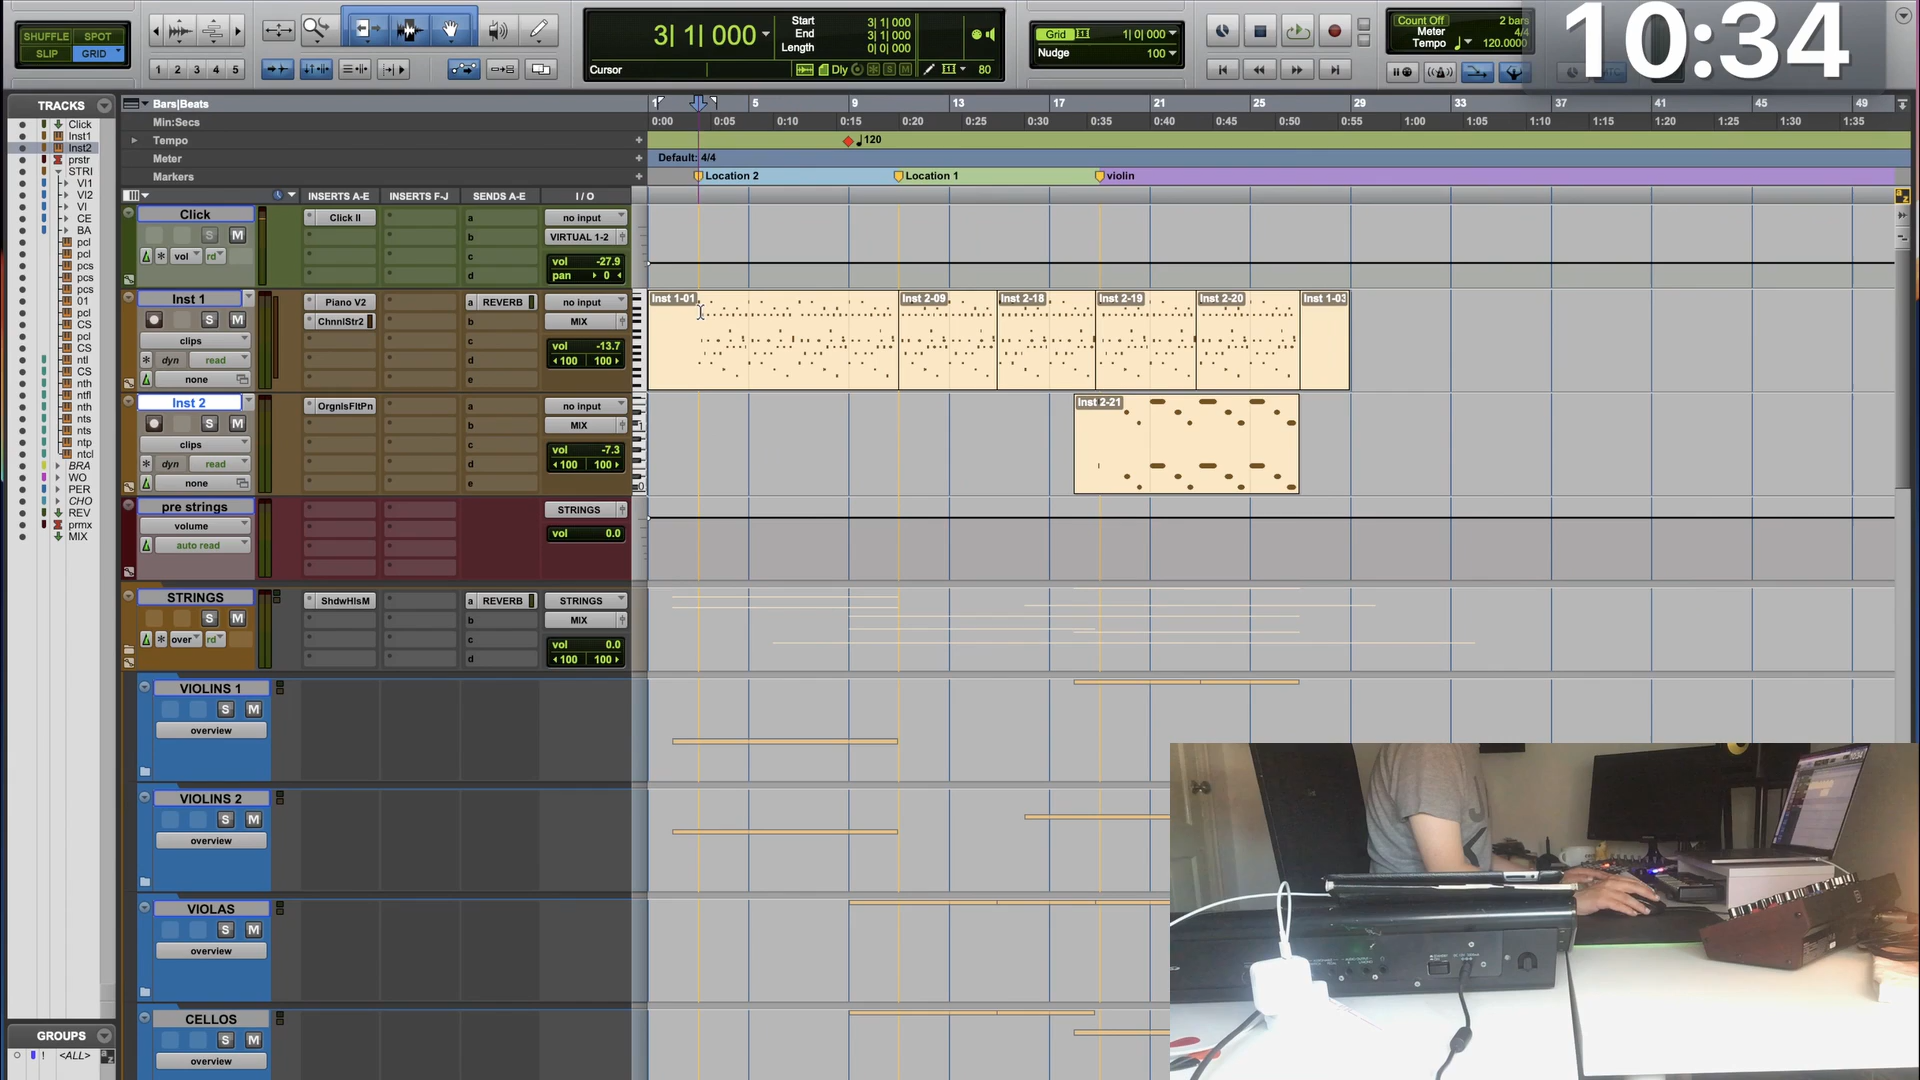 SHUFFLE SPOT
SLIP GRID
1 2 3 4 5
3| 1| 000
Start 3| 1| 000
End 3| 1| 000
Length 0| 0| 000
Cursor
Dly
80
Grid 1| 0| 000
Nudge 100
Count Off 2 bars
Meter 4/4
Tempo 120.0000
10:34
TRACKS
Click
Inst1
Inst2
prstr
STRI
VI1
VI2
VI
CE
BA
pcl
pcl
pcs
pcs
pcs
01
pcl
CS
pcl
CS
ntl
CS
nth
ntfl
nth
nts
nts
ntp
ntcl
BRA
WO
PER
CHO
REV
prmx
MIX
GROUPS
! <ALL>
Bars|Beats
Min:Secs
Tempo
Meter
Markers
1 5 9 13 17 21 25 29 33 37 41 45 49
0:00 0:05 0:10 0:15 0:20 0:25 0:30 0:35 0:40 0:45 0:50 0:55 1:00 1:05 1:10 1:15 1:20 1:25 1:30 1:35
120
Default: 4/4
Location 2 Location 1 violin
INSERTS A-E INSERTS F-J SENDS A-E I / O
Click
S M
vol rd
Click II
a
b
c
d
no input
VIRTUAL 1-2
vol -27.9
pan 0
Inst 1
S M
clips
dyn read
none
Piano V2
ChnnlStr2
a REVERB
b
c
d
e
no input
MIX
vol -13.7
100 100
Inst 1-01 Inst 2-09 Inst 2-18 Inst 2-19 Inst 2-20 Inst 1-03
Inst 2
S M
clips
dyn read
none
OrgnIsFltPn
a
b
c
d
e
no input
MIX
vol -7.3
100 100
Inst 2-21
pre strings
volume
auto read
STRINGS
vol 0.0
STRINGS
S M
over rd
ShdwHlsM
a REVERB
b
c
d
STRINGS
MIX
vol 0.0
100 100
VIOLINS 1
S M
overview
VIOLINS 2
S M
overview
VIOLAS
S M
overview
CELLOS
S M
overview